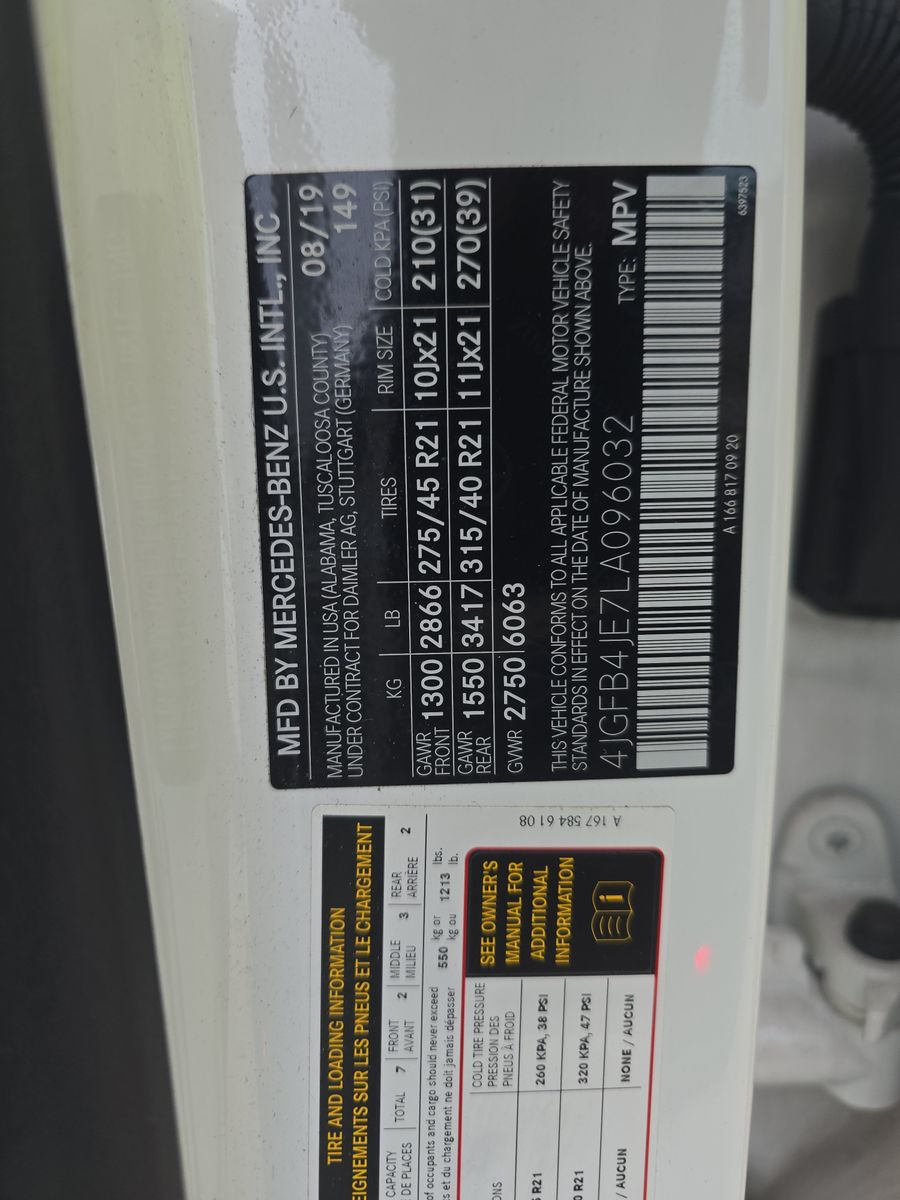 MFD BY MERCEDES-BENZ U.S. INTL., INC
MANUFACTURED IN USA (ALABAMA, TUSCALOOSA COUNTY) 08/19
UNDER CONTRACT FOR DAIMLER AG, STUTTGART (GERMANY) 149
KG LB TIRES RIM SIZE COLD KPA (PSI)
GAWR FRONT 1300 2866 275/45 R21 10Jx21 210(31)
GAWR REAR 1550 3417 315/40 R21 11Jx21 270(39)
GVWR 2750 6063
THIS VEHICLE CONFORMS TO ALL APPLICABLE FEDERAL MOTOR VEHICLE SAFETY
STANDARDS IN EFFECT ON THE DATE OF MANUFACTURE SHOWN ABOVE.
4JGFB4JE7LA096032 TYPE: MPV
A 166 817 09 20 6397523
TIRE AND LOADING INFORMATION
EIGNEMENTS SUR LES PNEUS ET LE CHARGEMENT
CAPACITY TOTAL 7 FRONT 2 MIDDLE 3 REAR 2
DE PLACES AVANT MILIEU ARRIÈRE
of occupants and cargo should never exceed 550 kg or 1213 lbs.
s et du chargement ne doit jamais dépasser kg ou lb.
ONS
COLD TIRE PRESSURE
PRESSION DES
PNEUS À FROID
R21 260 KPA, 38 PSI
0 R21 320 KPA, 47 PSI
/ AUCUN NONE / AUCUN
SEE OWNER'S
MANUAL FOR
ADDITIONAL
INFORMATION
A 167 584 61 08